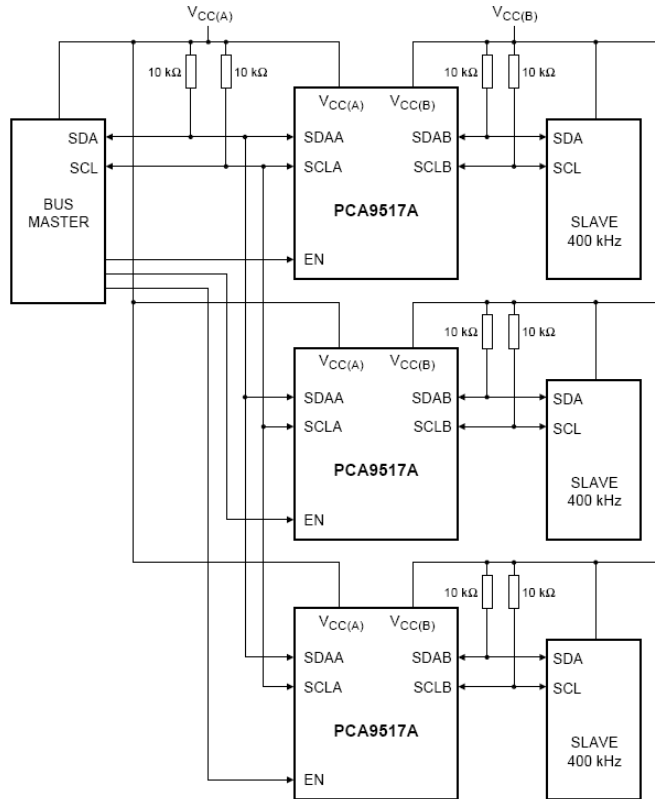 VCC(A)
VCC(B)
10 kΩ
10 kΩ
10 kΩ
10 kΩ
VCC(A)
VCC(B)
SDA
SDAA
SDAB
SDA
SCL
SCLA
SCLB
SCL
BUS
MASTER
PCA9517A
SLAVE
400 kHz
EN
10 kΩ
10 kΩ
VCC(A)
VCC(B)
SDAA
SDAB
SDA
SCLA
SCLB
SCL
PCA9517A
SLAVE
400 kHz
EN
10 kΩ
10 kΩ
VCC(A)
VCC(B)
SDAA
SDAB
SDA
SCLA
SCLB
SCL
PCA9517A
SLAVE
400 kHz
EN